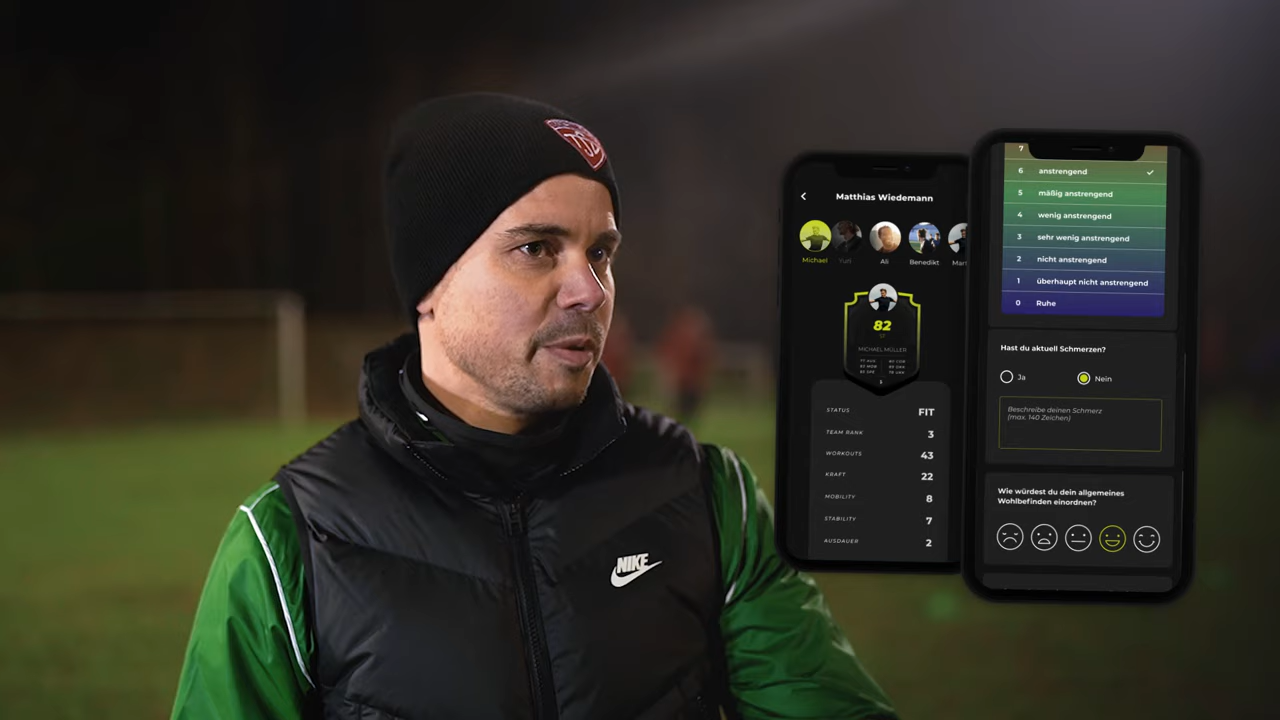 TSV
NIKE
Matthias Wiedemann
Michael
Yuri
Ali
Benedikt
Mart
82
ST
MICHAEL MÜLLER
STATUS FIT
TEAM RANK 3
WORKOUTS 43
KRAFT 22
MOBILITY 8
STABILITY 7
AUSDAUER 2
7
6 anstrengend
5 mäßig anstrengend
4 wenig anstrengend
3 sehr wenig anstrengend
2 nicht anstrengend
1 überhaupt nicht anstrengend
0 Ruhe
Hast du aktuell Schmerzen?
Ja
Nein
Beschreibe deinen Schmerz
(max. 140 Zeichen)
Wie würdest du dein allgemeines
Wohlbefinden einordnen?